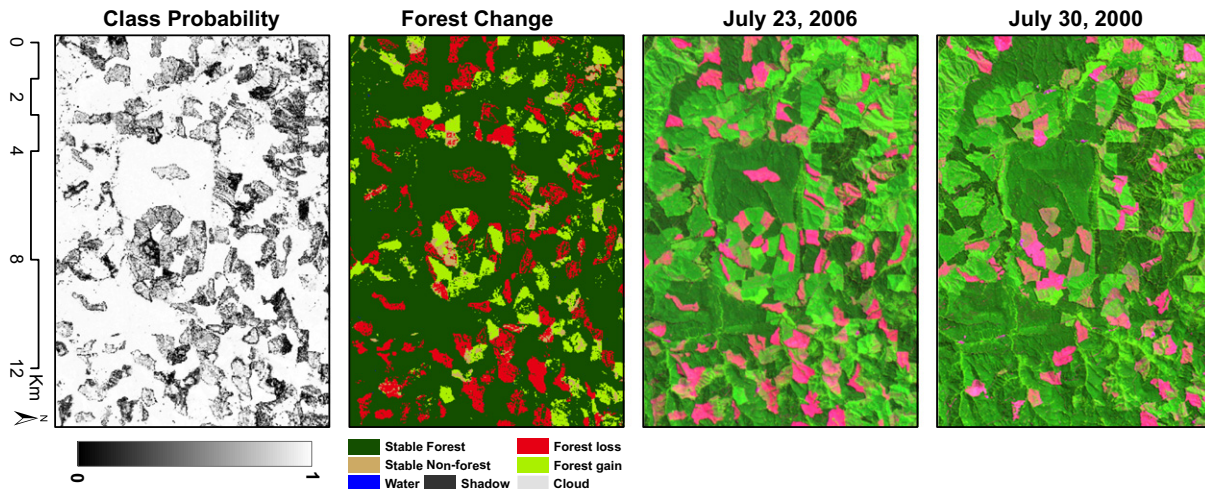 Class Probability
Forest Change
July 23, 2006
July 30, 2000
0
2
4
8
12
Km
N
0
1
Stable Forest
Forest loss
Stable Non-forest
Forest gain
Water
Shadow
Cloud